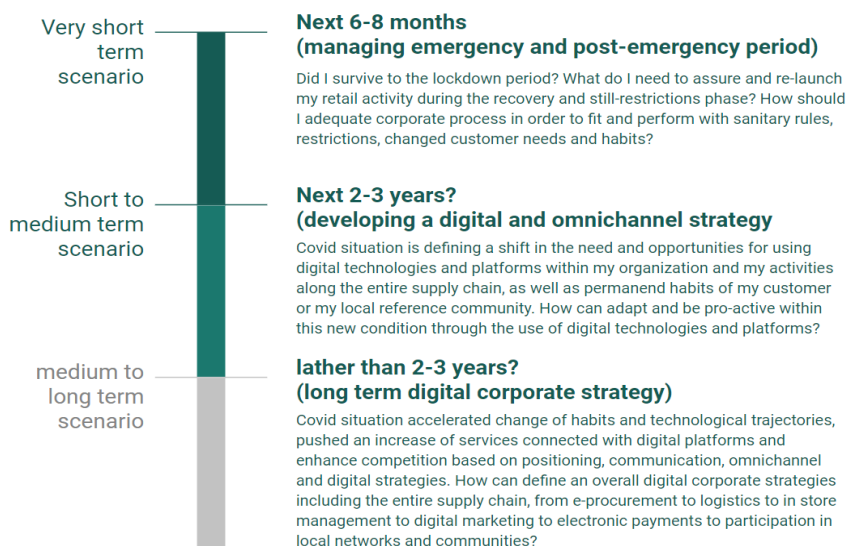 Very short
term
scenario
Next 6-8 months
(managing emergency and post-emergency period)
Did I survive to the lockdown period? What do I need to assure and re-launch
my retail activity during the recovery and still-restrictions phase? How should
I adequate corporate process in order to fit and perform with sanitary rules,
restrictions, changed customer needs and habits?
Short to
medium term
scenario
Next 2-3 years?
(developing a digital and omnichannel strategy
Covid situation is defining a shift in the need and opportunities for using
digital technologies and platforms within my organization and my activities
along the entire supply chain, as well as permanend habits of my customer
or my local reference community. How can adapt and be pro-active within
this new condition through the use of digital technologies and platforms?
medium to
long term
scenario
lather than 2-3 years?
(long term digital corporate strategy)
Covid situation accelerated change of habits and technological trajectories,
pushed an increase of services connected with digital platforms and
enhance competition based on positioning, communication, omnichannel
and digital strategies. How can define an overall digital corporate strategies
including the entire supply chain, from e-procurement to logistics to in store
management to digital marketing to electronic payments to participation in
local networks and communities?